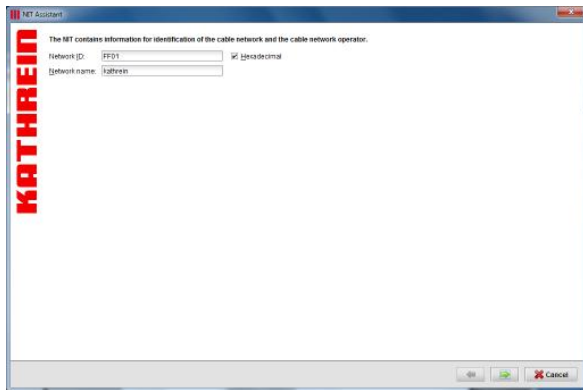 NIT Assistant
The NIT contains information for identification of the cable network and the cable network operator.
Network ID: FF01 Hexadecimal
Network name: kathrein
KATHREIN
Cancel